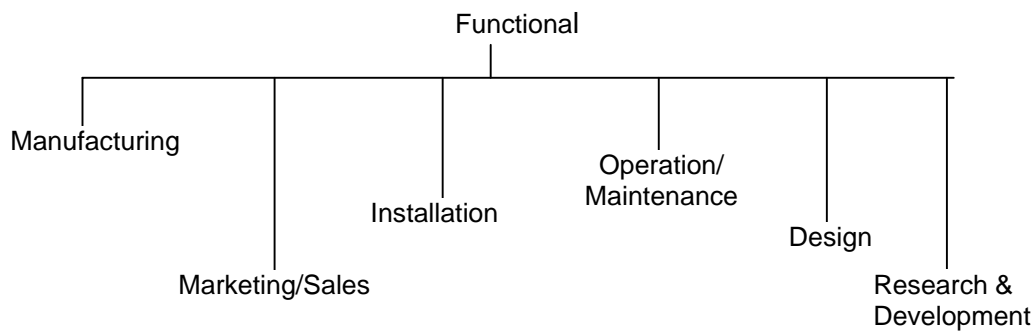 Functional
Manufacturing
Marketing/Sales
Installation
Operation/
Maintenance
Design
Research &
Development